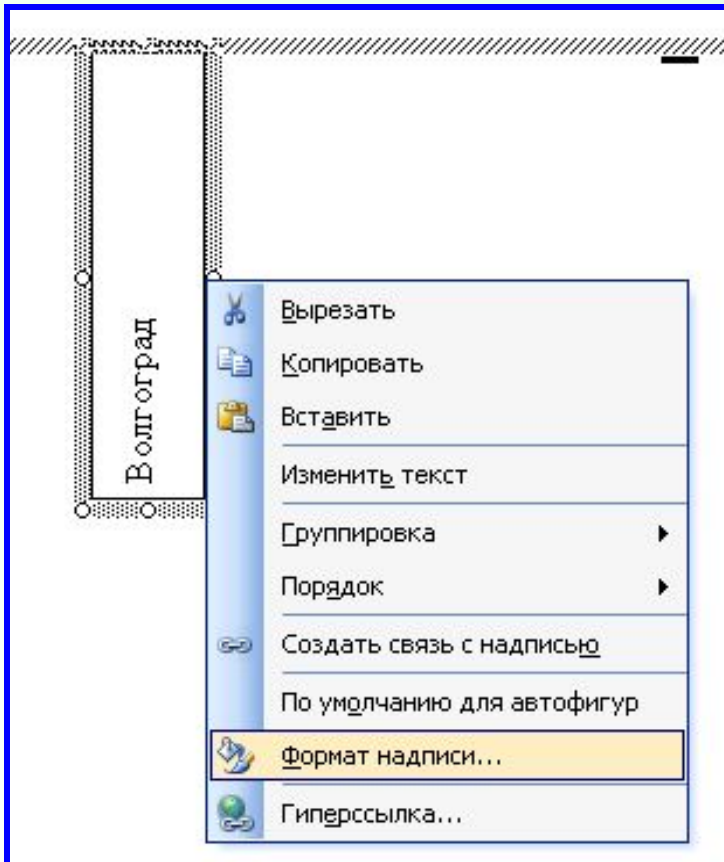 Волгоград
Вырезать
Копировать
Вставить
Изменить текст
Группировка
Порядок
Создать связь с надписью
По умолчанию для автофигур
Формат надписи...
Гиперссылка...